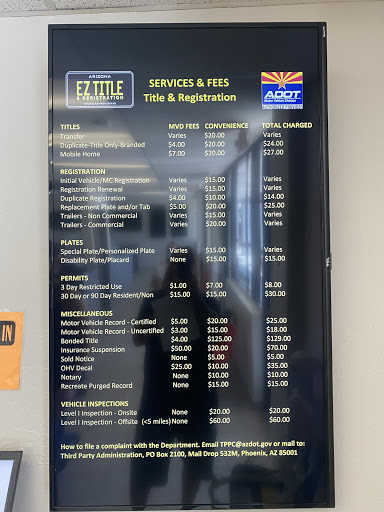 ARIZONA
EZ TITLE
& REGISTRATION
SERVICES & FEES
Title & Registration
ADOT
Motor Vehicle Division
AUTHORIZED PROVIDER
TITLES MVD FEES CONVENIENCE TOTAL CHARGED
Transfer Varies $20.00 Varies
Duplicate-Title Only-Branded $4.00 $20.00 $24.00
Mobile Home $7.00 $20.00 $27.00
REGISTRATION
Initial Vehicle/MC Registration Varies $15.00 Varies
Registration Renewal Varies $15.00 Varies
Duplicate Registration $4.00 $10.00 $14.00
Replacement Plate and/or Tab $5.00 $20.00 $25.00
Trailers - Non Commercial Varies $15.00 Varies
Trailers - Commercial Varies $20.00 Varies
PLATES
Special Plate/Personalized Plate Varies $15.00 Varies
Disability Plate/Placard None $15.00 $15.00
PERMITS
3 Day Restricted Use $1.00 $7.00 $8.00
30 Day or 90 Day Resident/Non $15.00 $15.00 $30.00
MISCELLANEOUS
Motor Vehicle Record - Certified $5.00 $20.00 $25.00
Motor Vehicle Record - Uncertified $3.00 $15.00 $18.00
Bonded Title $4.00 $125.00 $129.00
Insurance Suspension $50.00 $20.00 $70.00
Sold Notice None $5.00 $5.00
OHV Decal $25.00 $10.00 $35.00
Notary None $10.00 $10.00
Recreate Purged Record None $15.00 $15.00
VEHICLE INSPECTIONS
Level I Inspection - Onsite None $20.00 $20.00
Level I Inspection - Offsite (<5 miles) None $60.00 $60.00
How to file a complaint with the Department. Email TPPC@azdot.gov or mail to:
Third Party Administration, PO Box 2100, Mail Drop 532M, Phoenix, AZ 85001
IN